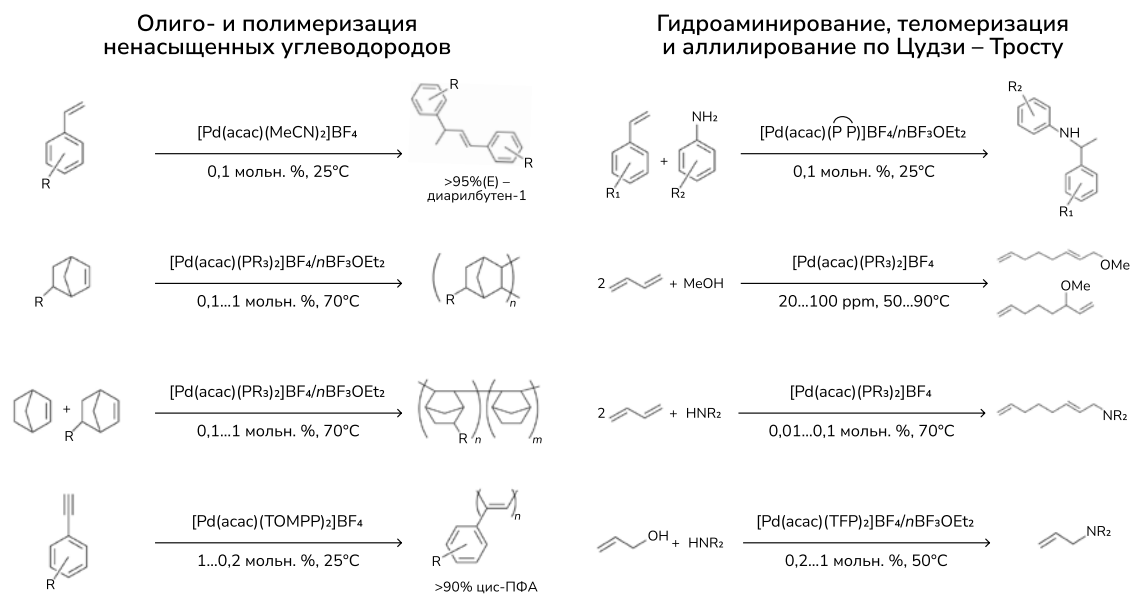 Олиго- и полимеризация
ненасыщенных углеводородов
[Pd(acac)(MeCN)₂]BF₄
0,1 мольн. %, 25°C
R
R
R
>95%(E) –
диарилбутен-1
[Pd(acac)(PR₃)₂]BF₄/nBF₃OEt₂
0,1...1 мольн. %, 70°C
R
R
n
[Pd(acac)(PR₃)₂]BF₄/nBF₃OEt₂
+
0,1...1 мольн. %, 70°C
R
R
n
m
[Pd(acac)(TOMPP)₂]BF₄
1...0,2 мольн. %, 25°C
R
n
R
>90% цис-ПФА
Гидроаминирование, теломеризация
и аллилирование по Цудзи – Тросту
R₂
NH₂
[Pd(acac)(P P)]BF₄/nBF₃OEt₂
NH
+
0,1 мольн. %, 25°C
R₁
R₂
R₁
[Pd(acac)(PR₃)₂]BF₄
2
+ MeOH
20...100 ppm, 50...90°C
OMe
OMe
[Pd(acac)(PR₃)₂]BF₄
2
+ HNR₂
0,01...0,1 мольн. %, 70°C
NR₂
[Pd(acac)(TFP)₂]BF₄/nBF₃OEt₂
OH
+ HNR₂
0,2...1 мольн. %, 50°C
NR₂